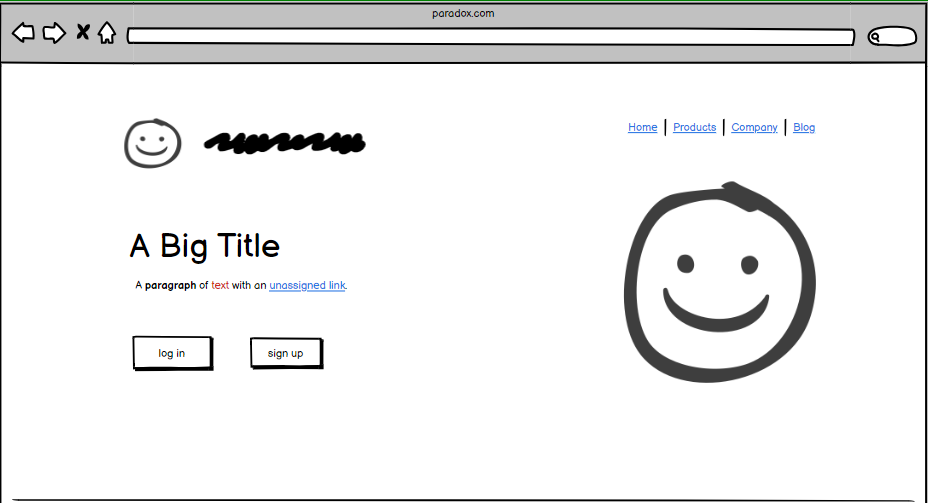 paradox.com
Home | Products | Company | Blog
A Big Title
A paragraph of text with an unassigned link.
log in
sign up